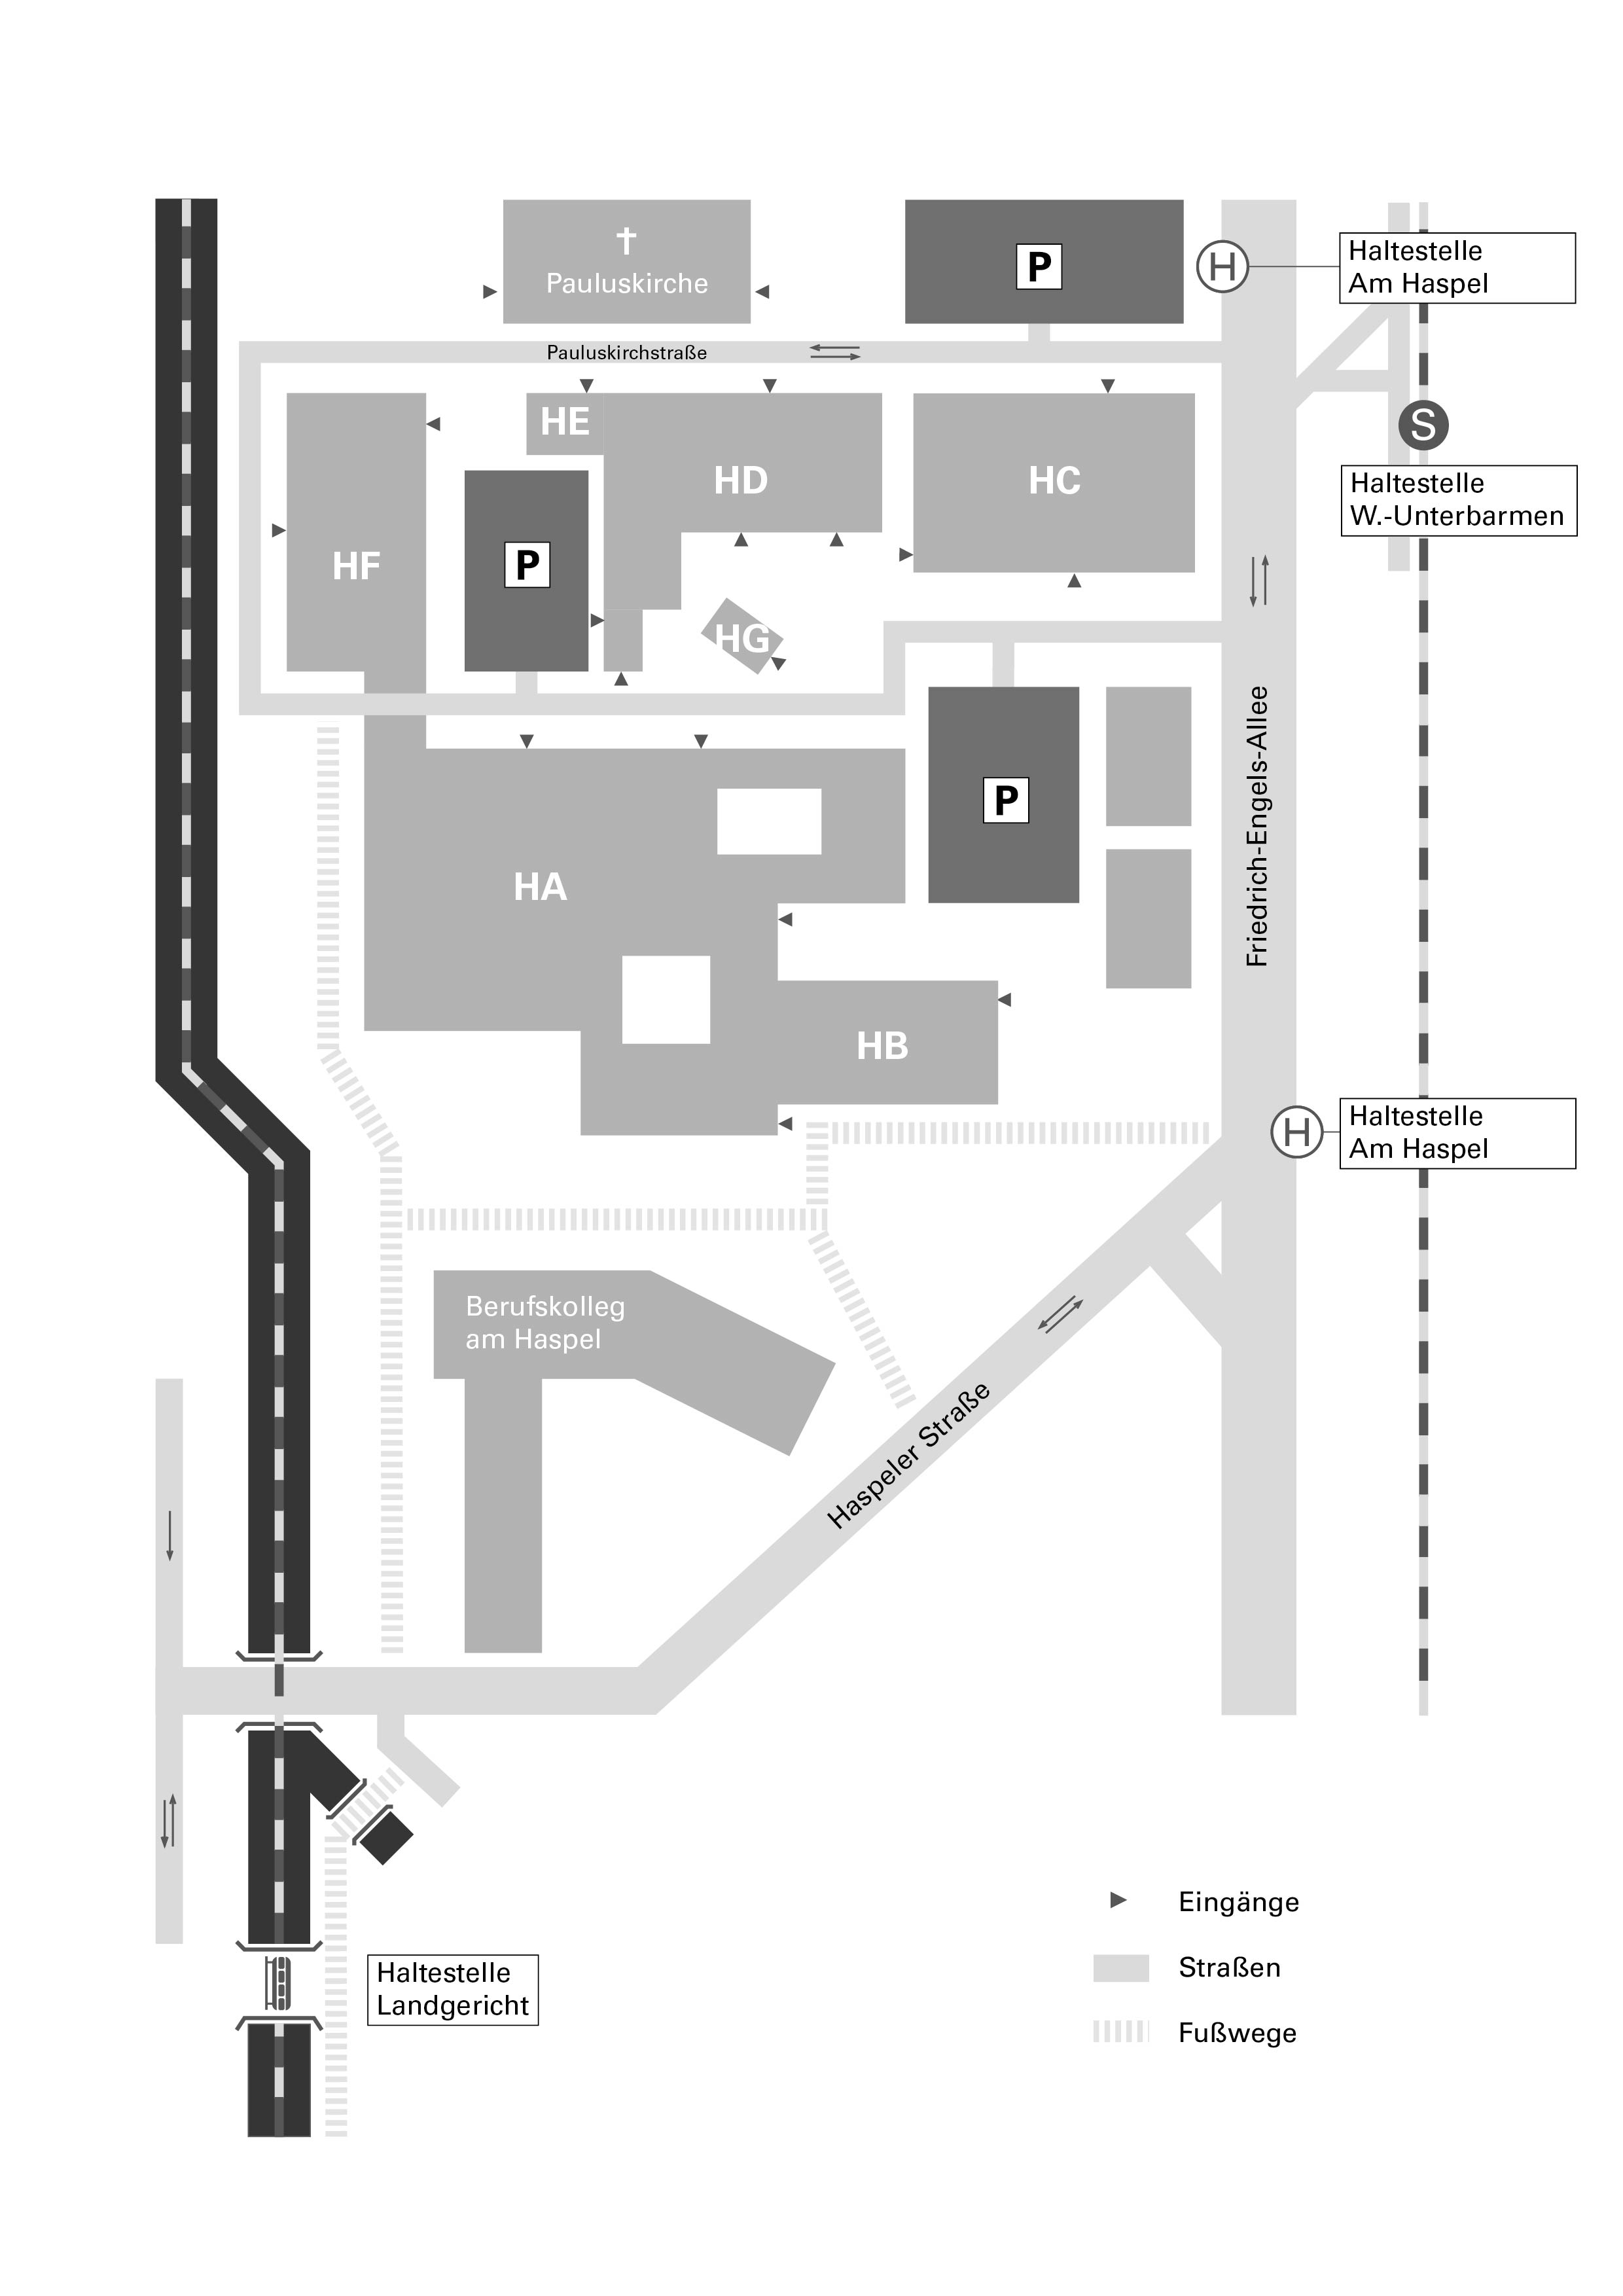 P
H
Haltestelle
Am Haspel
Pauluskirche
Pauluskirchstraße
HE
HD
HC
S
Haltestelle
W.-Unterbarmen
HF
P
HG
Friedrich-Engels-Allee
P
HA
HB
H
Haltestelle
Am Haspel
Berufskolleg
am Haspel
Haspeler Straße
Eingänge
Straßen
Fußwege
Haltestelle
Landgericht